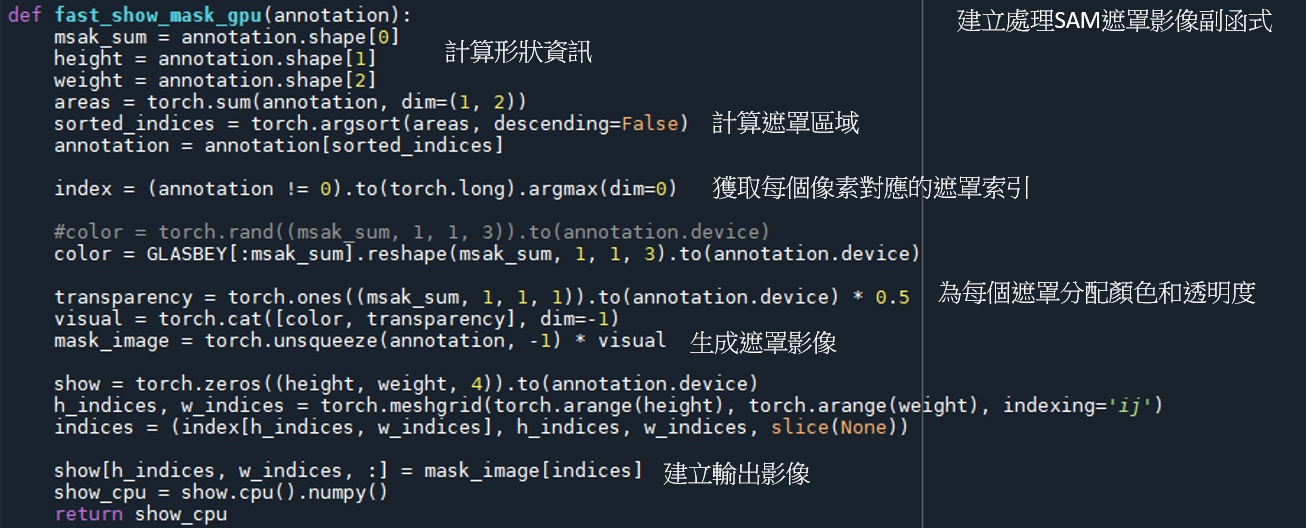 def fast_show_mask_gpu(annotation): 建立處理SAM遮罩影像副函式
msak_sum = annotation.shape[0]
height = annotation.shape[1] 計算形狀資訊
weight = annotation.shape[2]
areas = torch.sum(annotation, dim=(1, 2))
sorted_indices = torch.argsort(areas, descending=False) 計算遮罩區域
annotation = annotation[sorted_indices]
index = (annotation != 0).to(torch.long).argmax(dim=0) 獲取每個像素對應的遮罩索引
#color = torch.rand((msak_sum, 1, 1, 3)).to(annotation.device)
color = GLASBEY[:msak_sum].reshape(msak_sum, 1, 1, 3).to(annotation.device)
transparency = torch.ones((msak_sum, 1, 1, 1)).to(annotation.device) * 0.5 為每個遮罩分配顏色和透明度
visual = torch.cat([color, transparency], dim=-1)
mask_image = torch.unsqueeze(annotation, -1) * visual 生成遮罩影像
show = torch.zeros((height, weight, 4)).to(annotation.device)
h_indices, w_indices = torch.meshgrid(torch.arange(height), torch.arange(weight), indexing='ij')
indices = (index[h_indices, w_indices], h_indices, w_indices, slice(None))
show[h_indices, w_indices, :] = mask_image[indices] 建立輸出影像
show_cpu = show.cpu().numpy()
return show_cpu